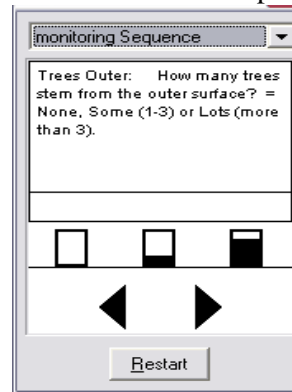 monitoring Sequence
Trees Outer: How many trees
stem from the outer surface? =
None, Some (1-3) or Lots (more
than 3).
Restart